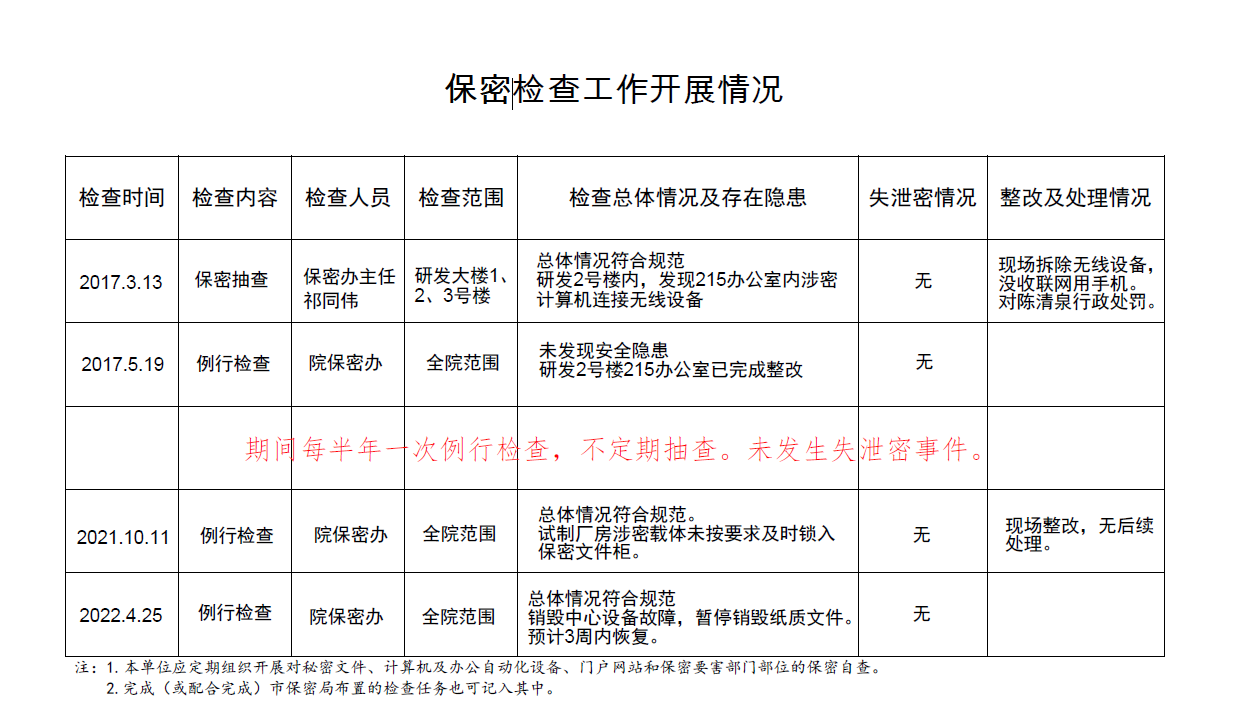 保密检查工作开展情况
检查时间 检查内容 检查人员 检查范围 检查总体情况及存在隐患 失泄密情况 整改及处理情况
2017.3.13
保密抽查
保密办主任
祁同伟
研发大楼1、
2、3号楼
总体情况符合规范
研发2号楼内，发现215办公室内涉密
计算机连接无线设备
无
现场拆除无线设备，
没收联网用手机。
对陈清泉行政处罚。
2017.5.19
例行检查
院保密办
全院范围
未发现安全隐患
研发2号楼215办公室已完成整改
无
期间每半年一次例行检查，不定期抽查。未发生失泄密事件。
2021.10.11
例行检查
院保密办
全院范围
总体情况符合规范。
试制厂房涉密载体未按要求及时锁入
保密文件柜。
无
现场整改，无后续
处理。
2022.4.25
例行检查
院保密办
全院范围
总体情况符合规范
销毁中心设备故障，暂停销毁纸质文件。
预计3周内恢复。
无
注：1. 本单位应定期组织开展对秘密文件、计算机及办公自动化设备、门户网站和保密要害部门部位的保密自查。
2. 完成（或配合完成）市保密局布置的检查任务也可记入其中。